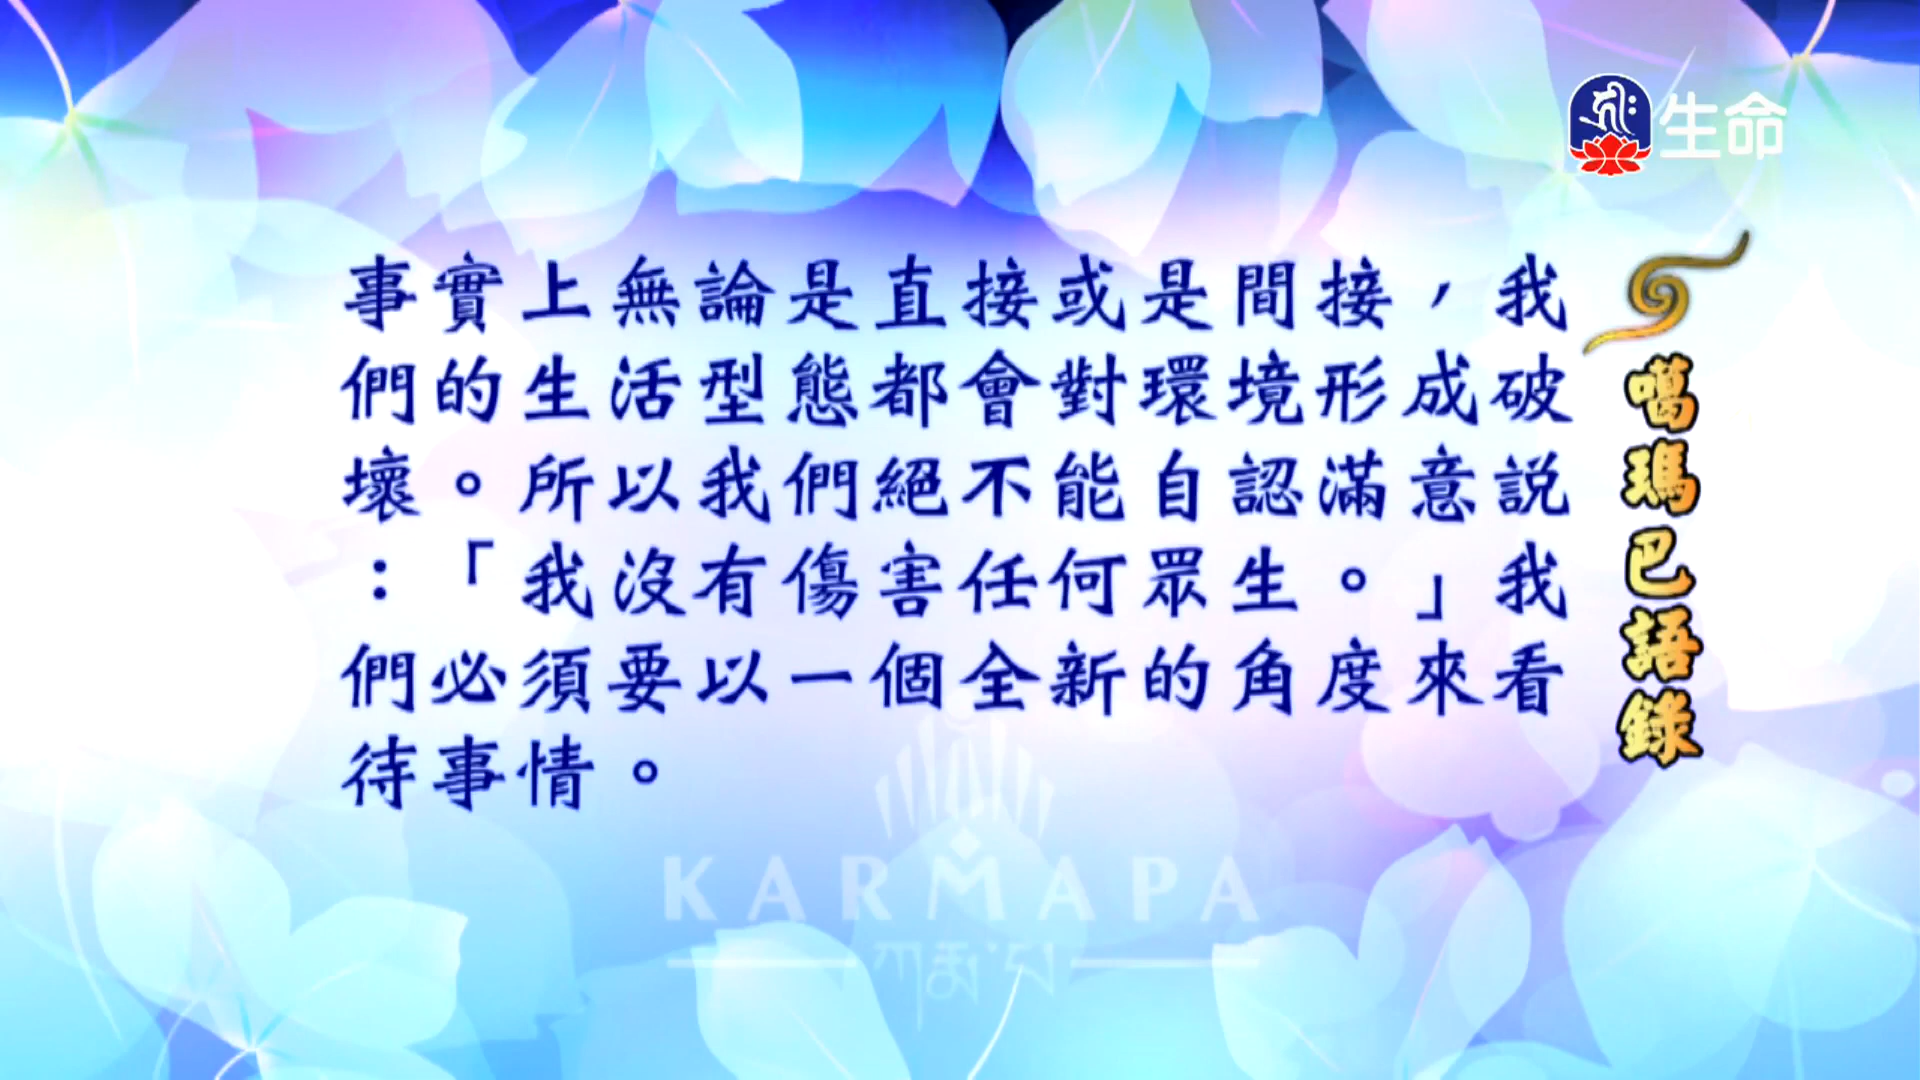 生命
噶瑪巴語錄
事實上無論是直接或是間接，我
們的生活型態都會對環境形成破
壞。所以我們絕不能自認滿意說
：「我沒有傷害任何眾生。」我
們必須要以一個全新的角度來看
待事情。
KARMAPA
ཀརྨ་པ